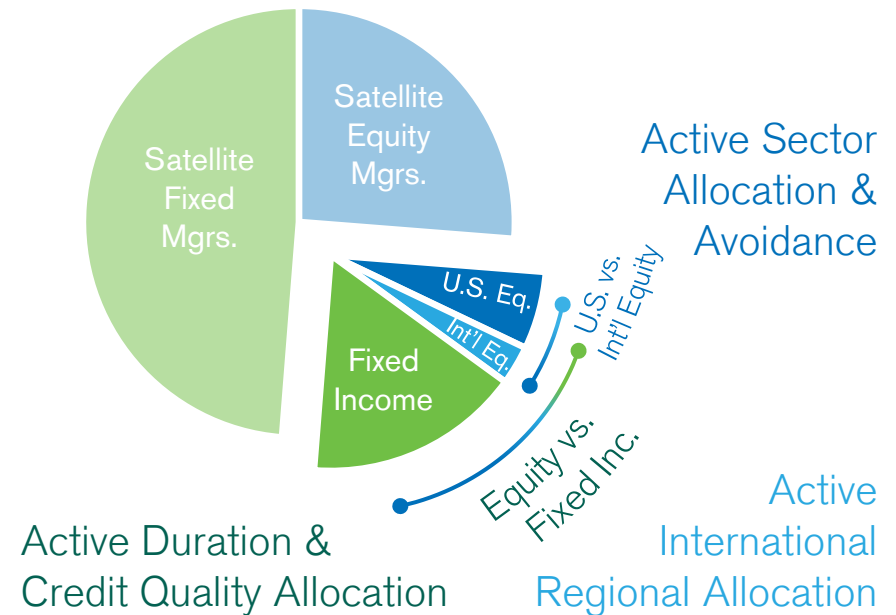 Satellite
Equity
Mgrs.
Satellite
Fixed
Mgrs.
Active Sector
Allocation &
Avoidance
U.S. Eq.
Int'l Eq.
U.S. vs.
Int'l Equity
Fixed
Income
Equity vs.
Fixed Inc.
Active Duration &
Credit Quality Allocation
Active
International
Regional Allocation